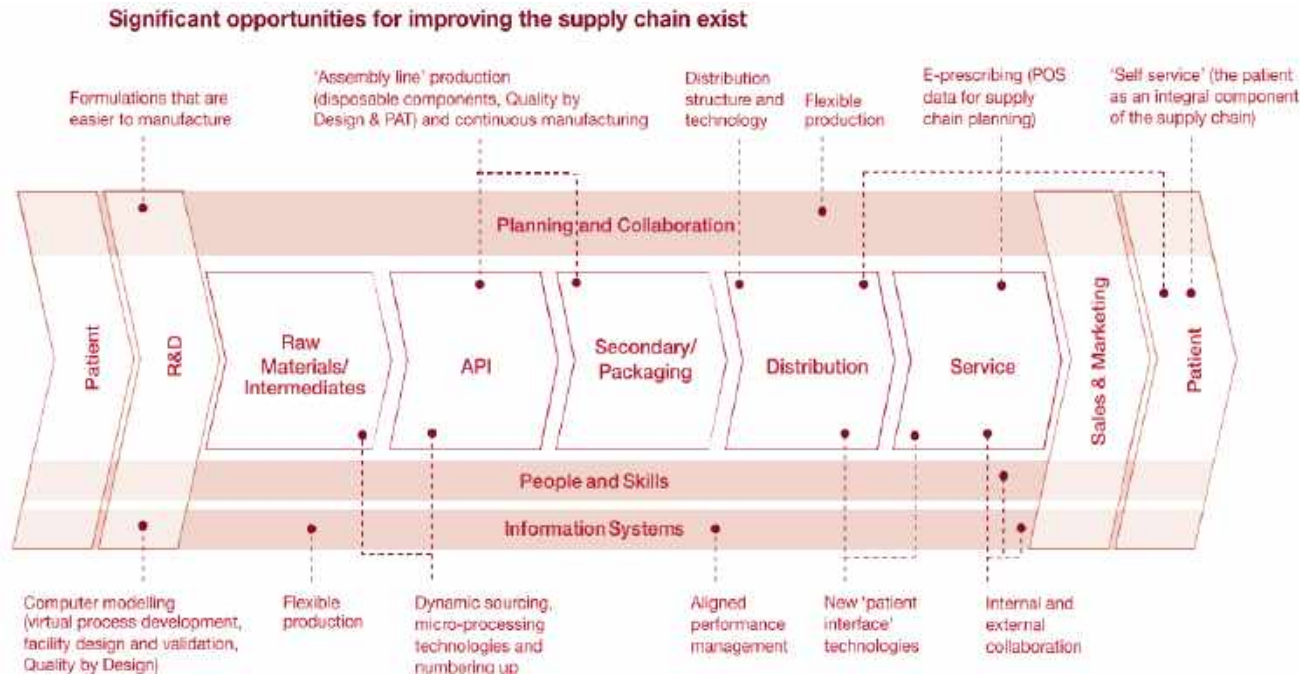 Significant opportunities for improving the supply chain exist
Formulations that are
easier to manufacture
'Assembly line' production
(disposable components, Quality by
Design & PAT) and continuous manufacturing
Distribution
structure and
technology
Flexible
production
E-prescribing (POS
data for supply
chain planning)
'Self service' (the patient
as an integral component
of the supply chain)
Planning and Collaboration
Patient
R&D
Raw
Materials/
Intermediates
API
Secondary/
Packaging
Distribution
Service
Sales & Marketing
Patient
People and Skills
Information Systems
Computer modelling
(virtual process development,
facility design and validation,
Quality by Design)
Flexible
production
Dynamic sourcing,
micro-processing
technologies and
numbering up
Aligned
performance
management
New 'patient
interface'
technologies
Internal and
external
collaboration